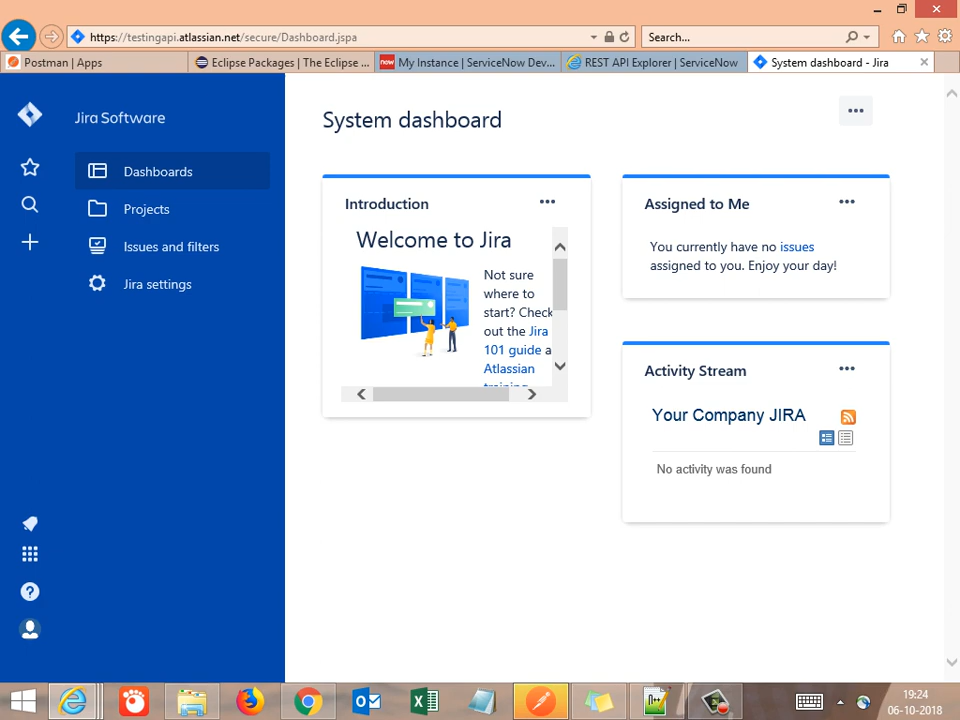 https://testingapi.atlassian.net/secure/Dashboard.jspa
Search...
Postman | Apps
Eclipse Packages | The Eclipse ...
now
My Instance | ServiceNow Dev...
REST API Explorer | ServiceNow
System dashboard - Jira
Jira Software
Dashboards
Projects
Issues and filters
Jira settings
System dashboard
Introduction
Welcome to Jira
Not sure
where to
start? Check
out the Jira
101 guide a
Atlassian
training
Assigned to Me
You currently have no issues
assigned to you. Enjoy your day!
Activity Stream
Your Company JIRA
No activity was found
19:24
06-10-2018